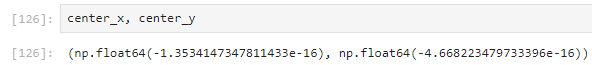 [126]: center_x, center_y
[126]: (np.float64(-1.3534147347811433e-16), np.float64(-4.668223479733396e-16))